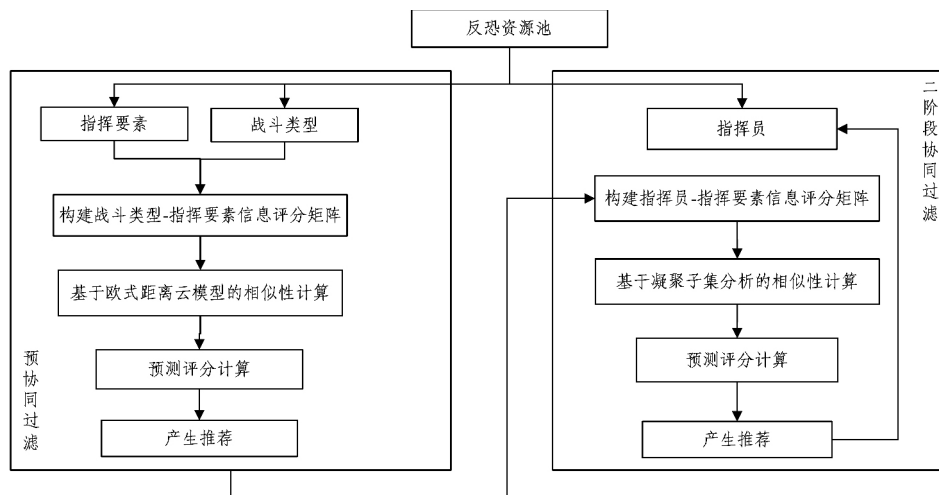 反恐资源池
指挥要素
战斗类型
构建战斗类型-指挥要素信息评分矩阵
基于欧式距离云模型的相似性计算
预测评分计算
产生推荐
预协同过滤
指挥员
构建指挥员-指挥要素信息评分矩阵
基于凝聚子集分析的相似性计算
预测评分计算
产生推荐
二阶段协同过滤